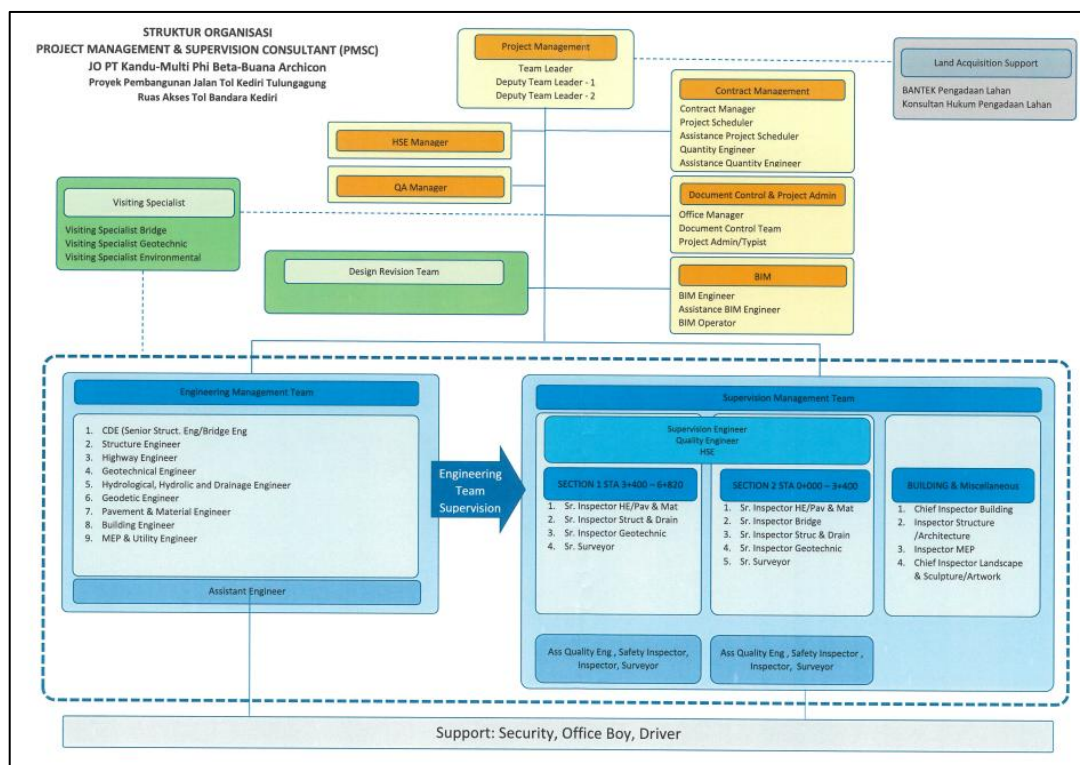 STRUKTUR ORGANISASI
PROJECT MANAGEMENT & SUPERVISION CONSULTANT (PMSC)
JO PT Kandu-Multi Phi Beta-Buana Archicon
Proyek Pembangunan Jalan Tol Kediri Tulungagung
Ruas Akses Tol Bandara Kediri
Project Management
Team Leader
Deputy Team Leader - 1
Deputy Team Leader - 2
Land Acquisition Support
BANTEK Pengadaan Lahan
Konsultan Hukum Pengadaan Lahan
Contract Management
Contract Manager
Project Scheduler
Assistance Project Scheduler
Quantity Engineer
Assistance Quantity Engineer
HSE Manager
QA Manager
Document Control & Project Admin
Office Manager
Document Control Team
Project Admin/Typist
Visiting Specialist
Visiting Specialist Bridge
Visiting Specialist Geotechnic
Visiting Specialist Environmental
Design Revision Team
BIM
BIM Engineer
Assistance BIM Engineer
BIM Operator
Engineering Management Team
1. CDE (Senior Struct. Eng/Bridge Eng
2. Structure Engineer
3. Highway Engineer
4. Geotechnical Engineer
5. Hydrological, Hydrolic and Drainage Engineer
6. Geodetic Engineer
7. Pavement & Material Engineer
8. Building Engineer
9. MEP & Utility Engineer
Assistant Engineer
Engineering
Team
Supervision
Supervision Management Team
Supervision Engineer
Quality Engineer
HSE
SECTION 1 STA 3+400 – 6+820
1. Sr. Inspector HE/Pav & Mat
2. Sr. Inspector Struct & Drain
3. Sr. Inspector Geotechnic
4. Sr. Surveyor
SECTION 2 STA 0+000 – 3+400
1. Sr. Inspector HE/Pav & Mat
2. Sr. Inspector Bridge
3. Sr. Inspector Struc & Drain
4. Sr. Inspector Geotechnic
5. Sr. Surveyor
BUILDING & Miscellaneous
1. Chief Inspector Building
2. Inspector Structure
/Architecture
3. Inspector MEP
4. Chief Inspector Landscape
& Sculpture/Artwork
Ass Quality Eng , Safety Inspector,
Inspector, Surveyor
Ass Quality Eng , Safety Inspector ,
Inspector, Surveyor
Support: Security, Office Boy, Driver